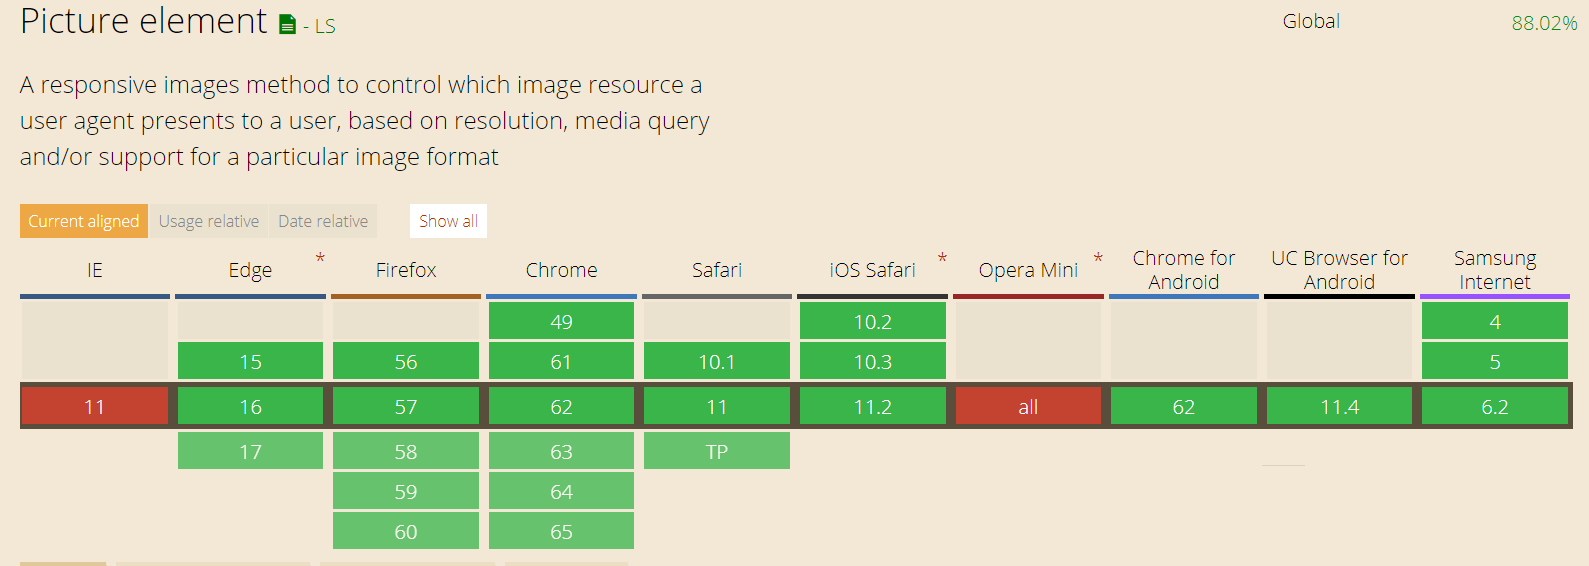 Picture element - LS
Global 88.02%
A responsive images method to control which image resource a
user agent presents to a user, based on resolution, media query
and/or support for a particular image format
Current aligned Usage relative Date relative Show all
IE Edge * Firefox Chrome Safari iOS Safari * Opera Mini * Chrome for Android UC Browser for Android Samsung Internet
49 10.2 4
15 56 61 10.1 10.3 5
11 16 57 62 11 11.2 all 62 11.4 6.2
17 58 63 TP
59 64
60 65